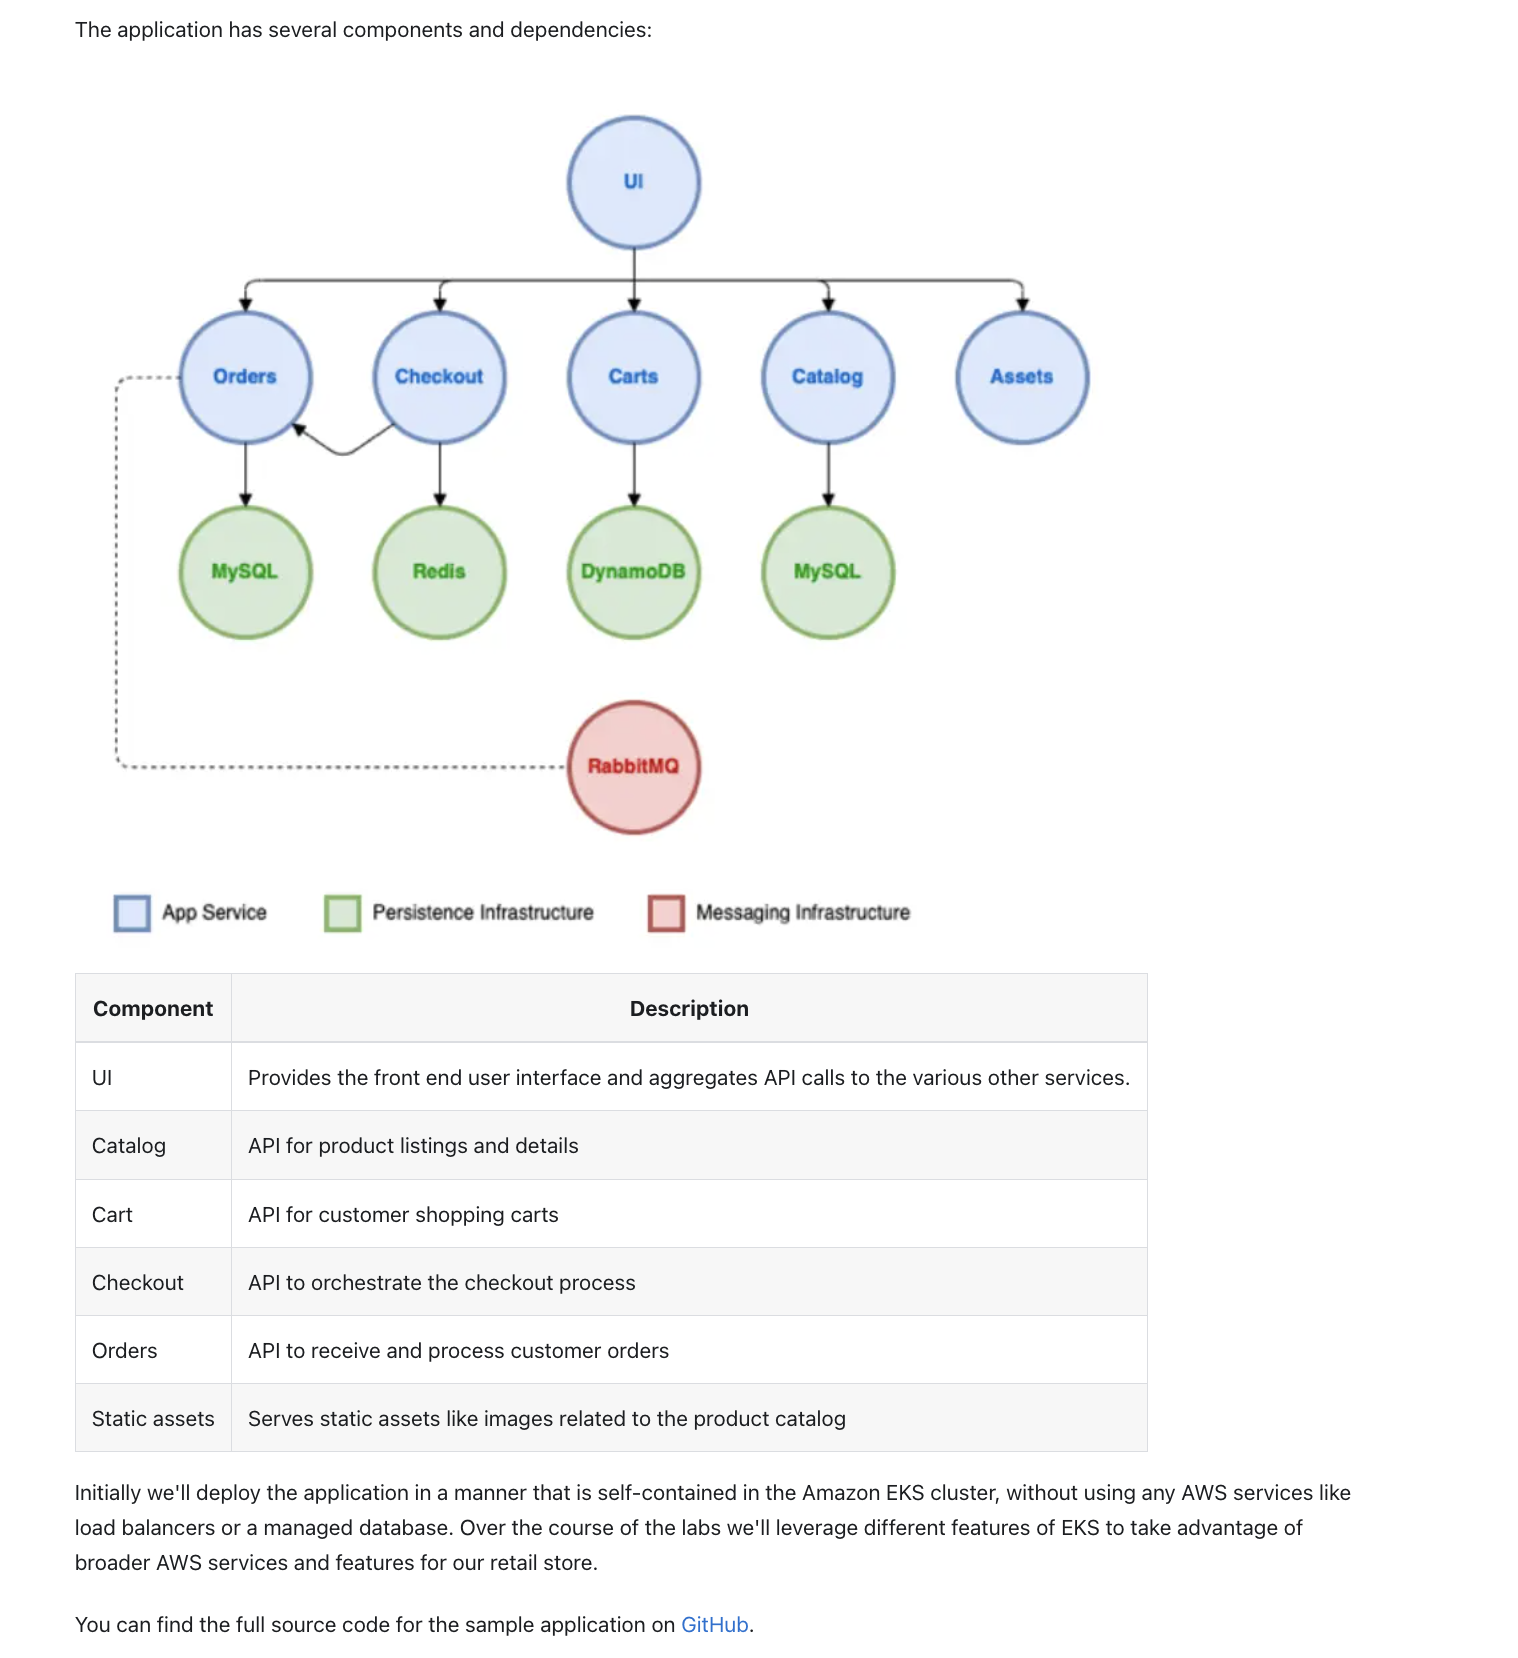 The application has several components and dependencies:
UI
Orders
Checkout
Carts
Catalog
Assets
MySQL
Redis
DynamoDB
MySQL
RabbitMQ
App Service
Persistence Infrastructure
Messaging Infrastructure
Component Description
UI Provides the front end user interface and aggregates API calls to the various other services.
Catalog API for product listings and details
Cart API for customer shopping carts
Checkout API to orchestrate the checkout process
Orders API to receive and process customer orders
Static assets Serves static assets like images related to the product catalog
Initially we'll deploy the application in a manner that is self-contained in the Amazon EKS cluster, without using any AWS services like
load balancers or a managed database. Over the course of the labs we'll leverage different features of EKS to take advantage of
broader AWS services and features for our retail store.
You can find the full source code for the sample application on GitHub.